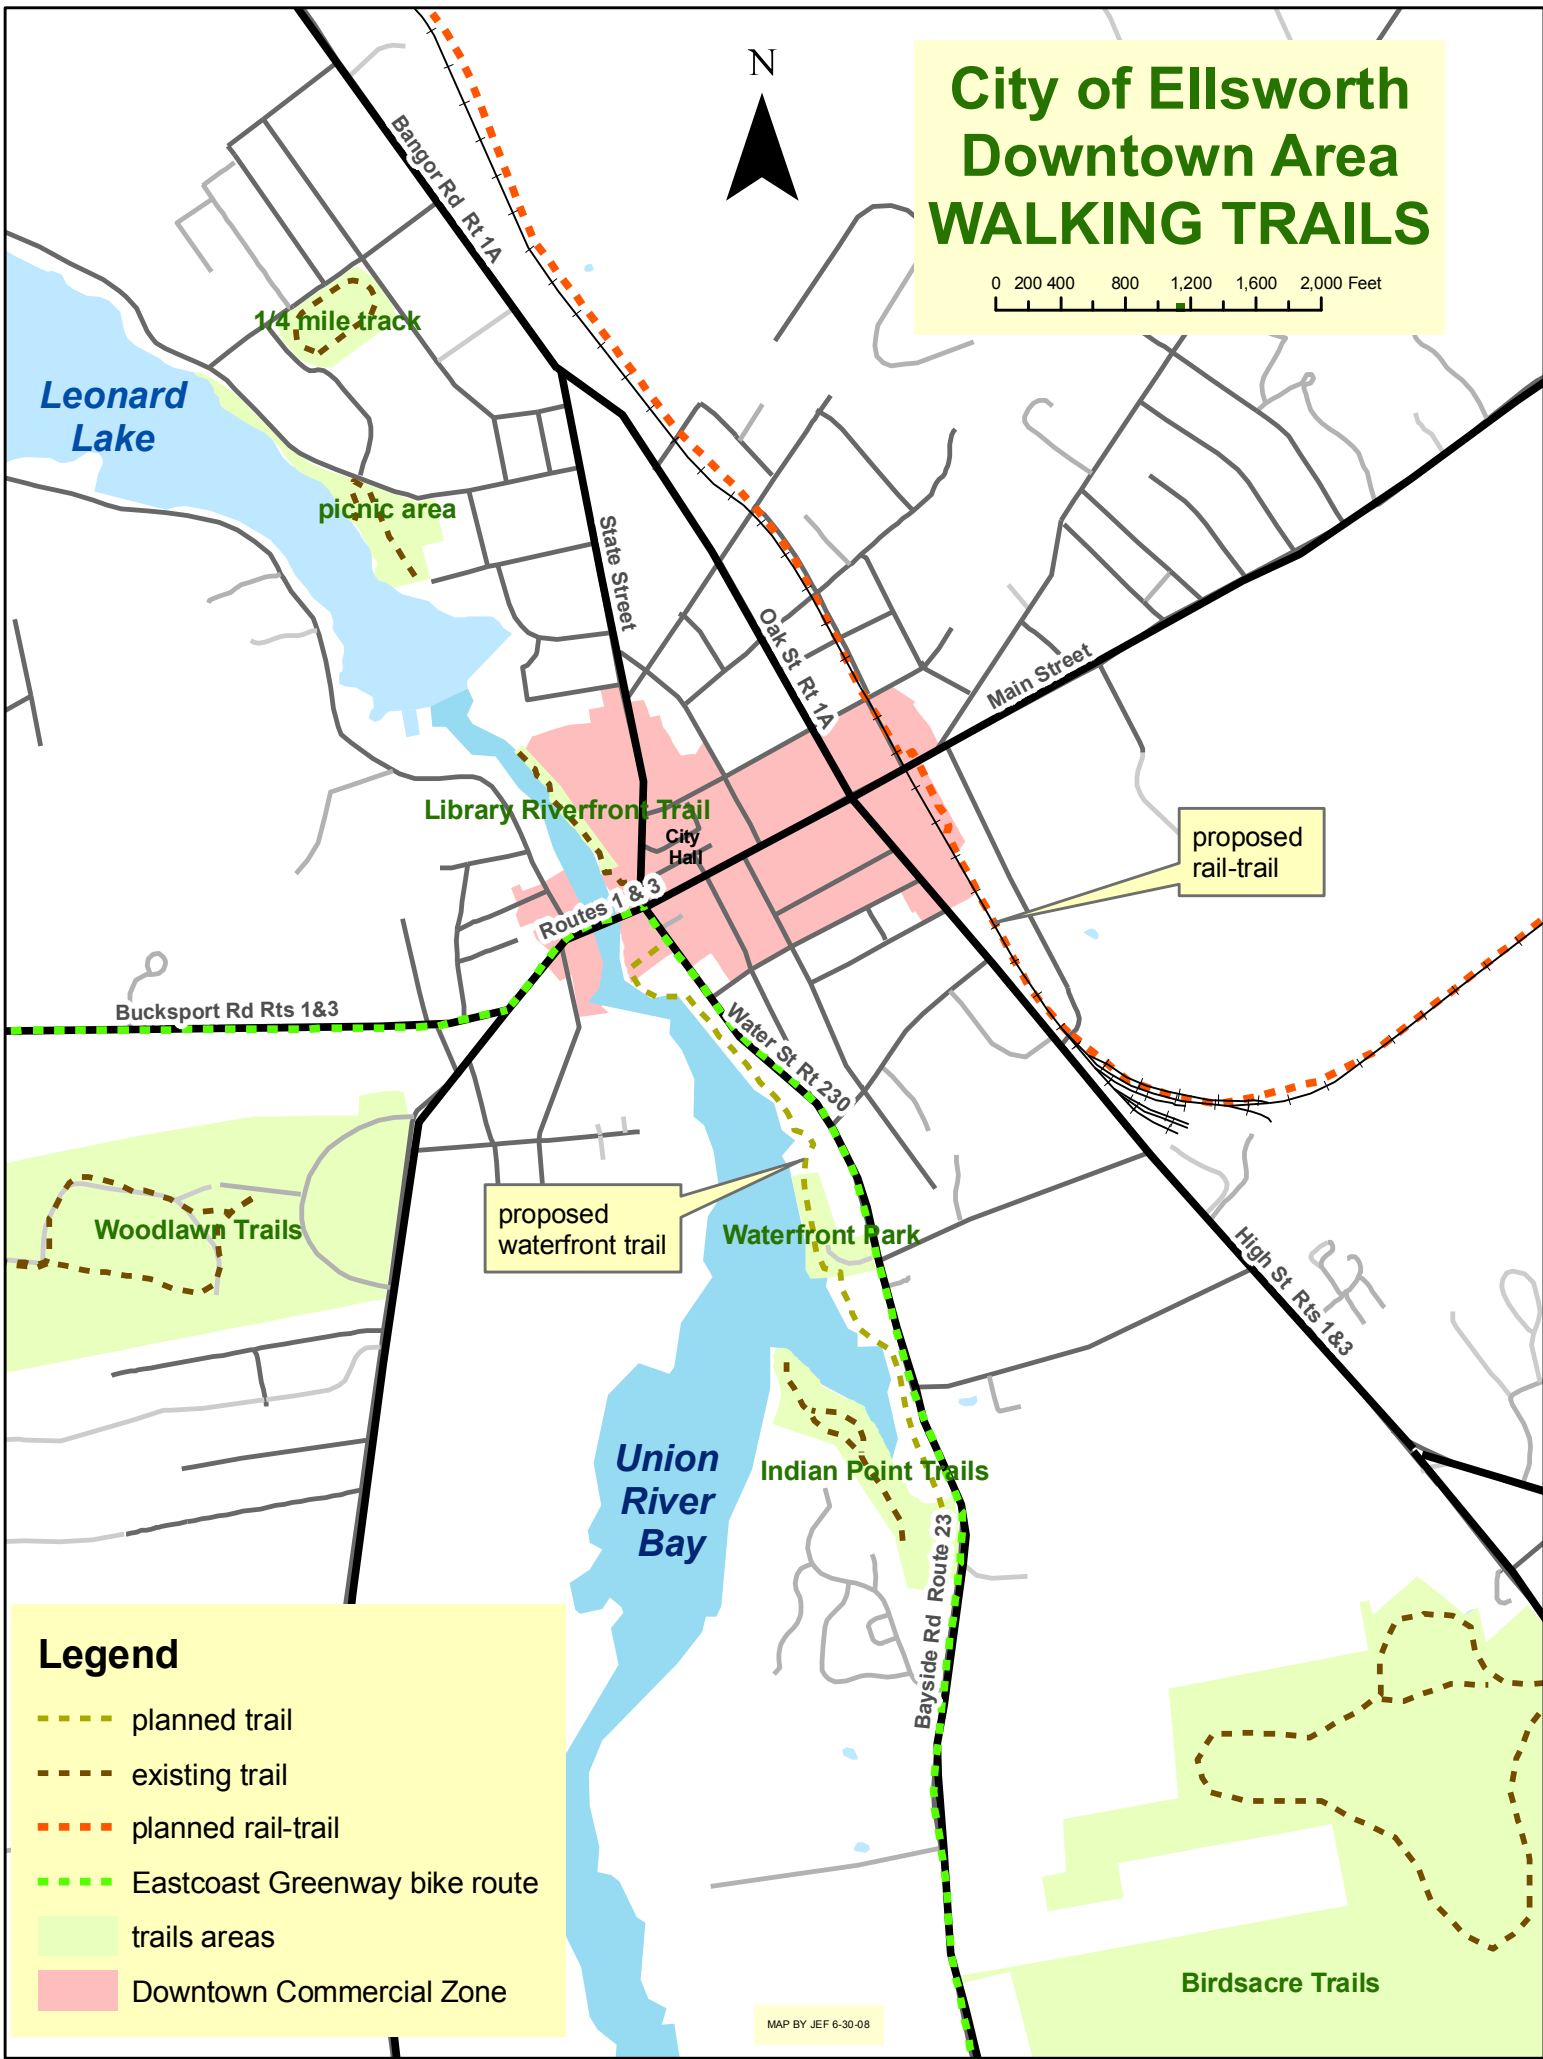 N
City of Ellsworth
Downtown Area
WALKING TRAILS
0 200 400 800 1,200 1,600 2,000 Feet
Bangor Rd Rt 1A
1/4 mile track
Leonard
Lake
picnic area
State Street
Oak St Rt 1A
Main Street
Library Riverfront Trail
City
Hall
proposed
rail-trail
Routes 1 & 3
Bucksport Rd Rts 1&3
Water St Rt 230
proposed
waterfront trail
Woodlawn Trails
Waterfront Park
High St Rts 1&3
Union
River
Bay
Indian Point Trails
Bayside Rd Route 23
Legend
planned trail
existing trail
planned rail-trail
Eastcoast Greenway bike route
trails areas
Downtown Commercial Zone
Birdsacre Trails
MAP BY JEF 6-30-08